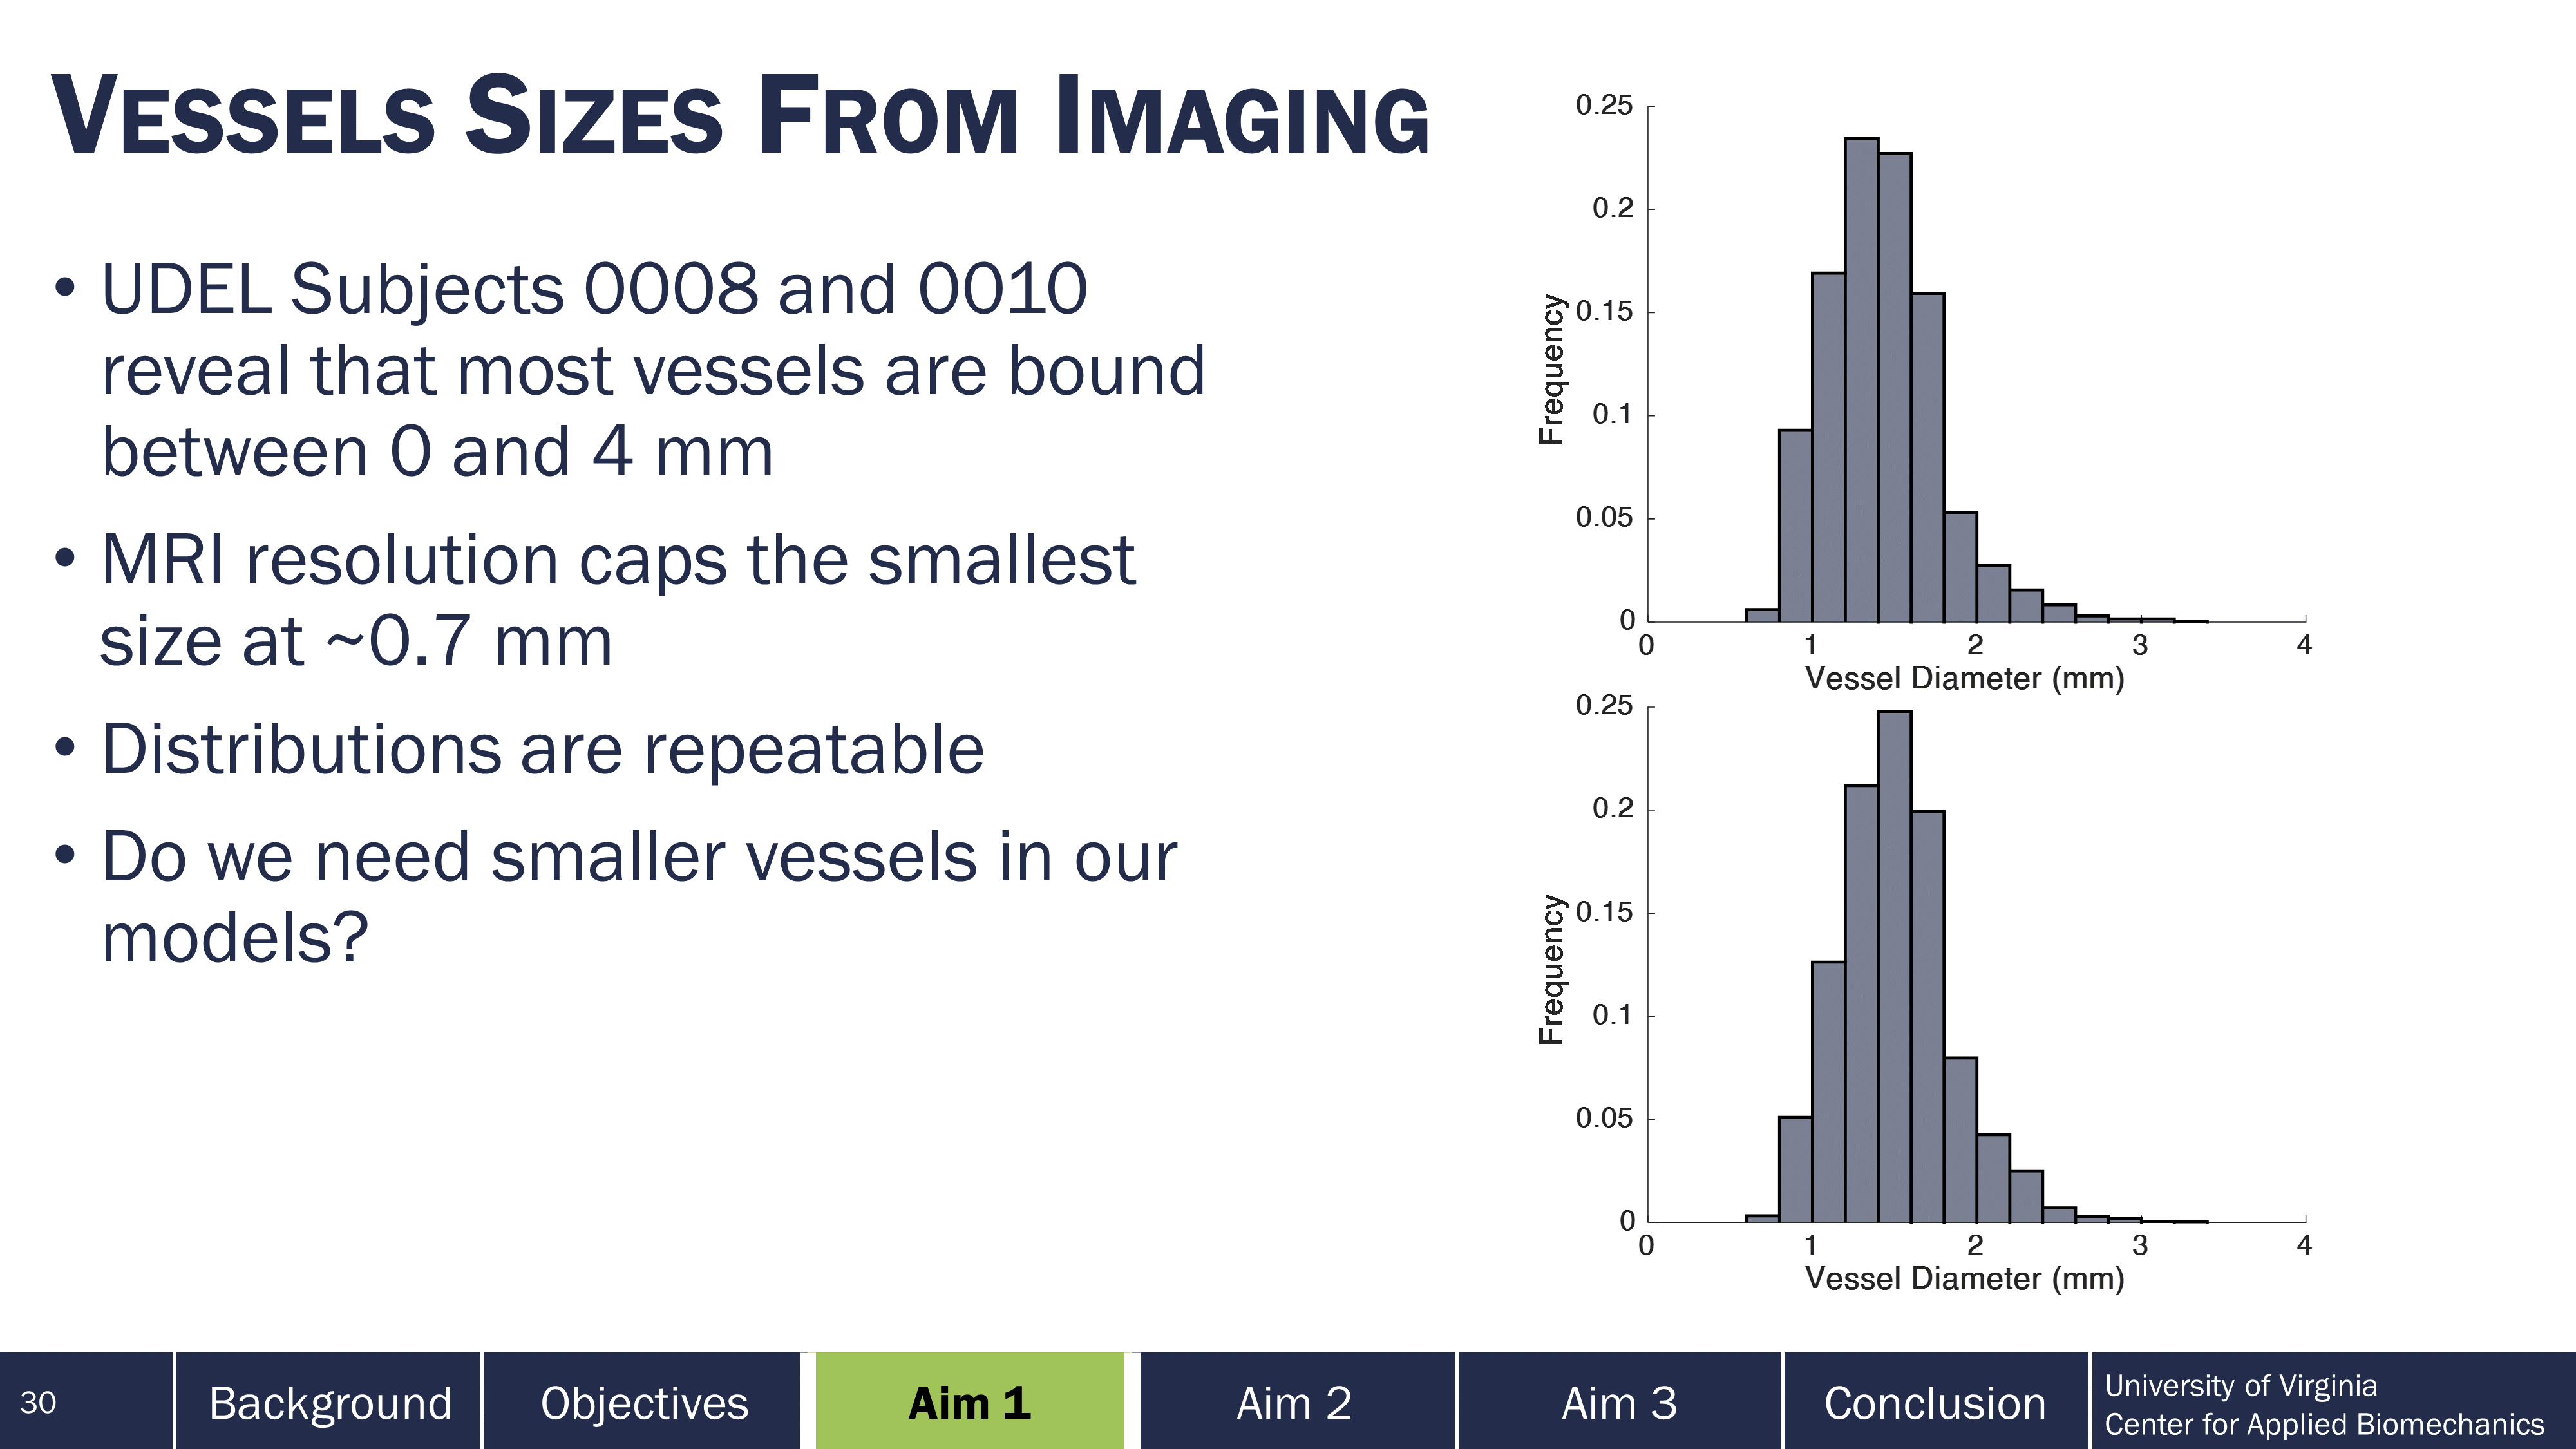 VESSELS SIZES FROM IMAGING
• UDEL Subjects 0008 and 0010
reveal that most vessels are bound
between 0 and 4 mm
• MRI resolution caps the smallest
size at ~0.7 mm
• Distributions are repeatable
• Do we need smaller vessels in our
models?
0.25
0.2
0.15
0.1
0.05
0
Frequency
0 1 2 3 4
Vessel Diameter (mm)
0.25
0.2
0.15
0.1
0.05
0
Frequency
0 1 2 3 4
Vessel Diameter (mm)
30 Background Objectives Aim 1 Aim 2 Aim 3 Conclusion
University of Virginia
Center for Applied Biomechanics